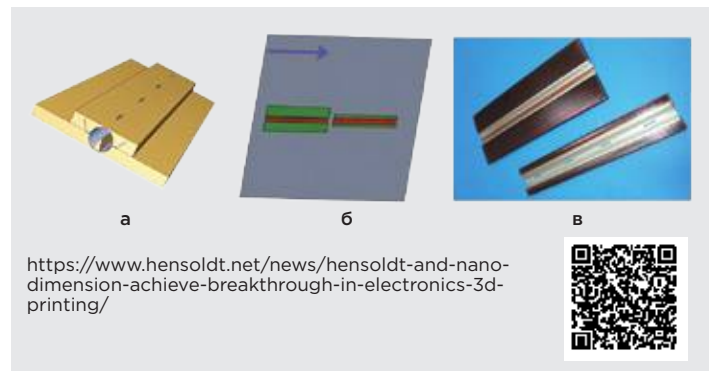 а
б
в
https://www.hensoldt.net/news/hensoldt-and-nano-
dimension-achieve-breakthrough-in-electronics-3d-
printing/